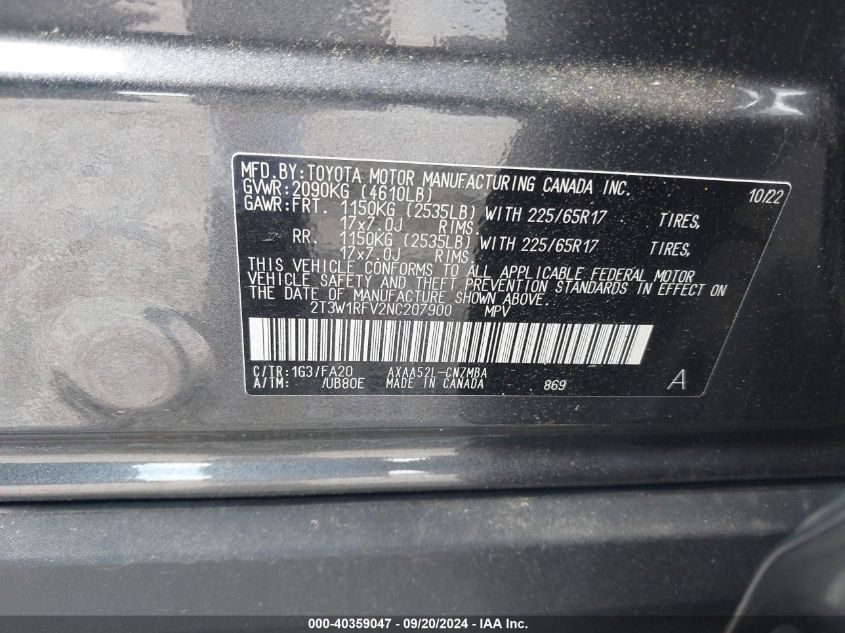 MFD.BY:TOYOTA MOTOR MANUFACTURING CANADA INC. 10/22
GVWR:2090KG (4610LB)
GAWR:FRT. 1150KG (2535LB) WITH 225/65R17 TIRES,
17x7.0J RIMS,
RR. 1150KG (2535LB) WITH 225/65R17 TIRES,
17x7.0J RIMS.
THIS VEHICLE CONFORMS TO ALL APPLICABLE FEDERAL MOTOR
VEHICLE SAFETY AND THEFT PREVENTION STANDARDS IN EFFECT ON
THE DATE OF MANUFACTURE SHOWN ABOVE.
2T3W1RFV2NC207900 MPV
C/TR:1G3/FA20 AXAA52L-CNZMBA
A/TM: /UB80E MADE IN CANADA 869 A
000-40359047 - 09/20/2024 - IAAI.com